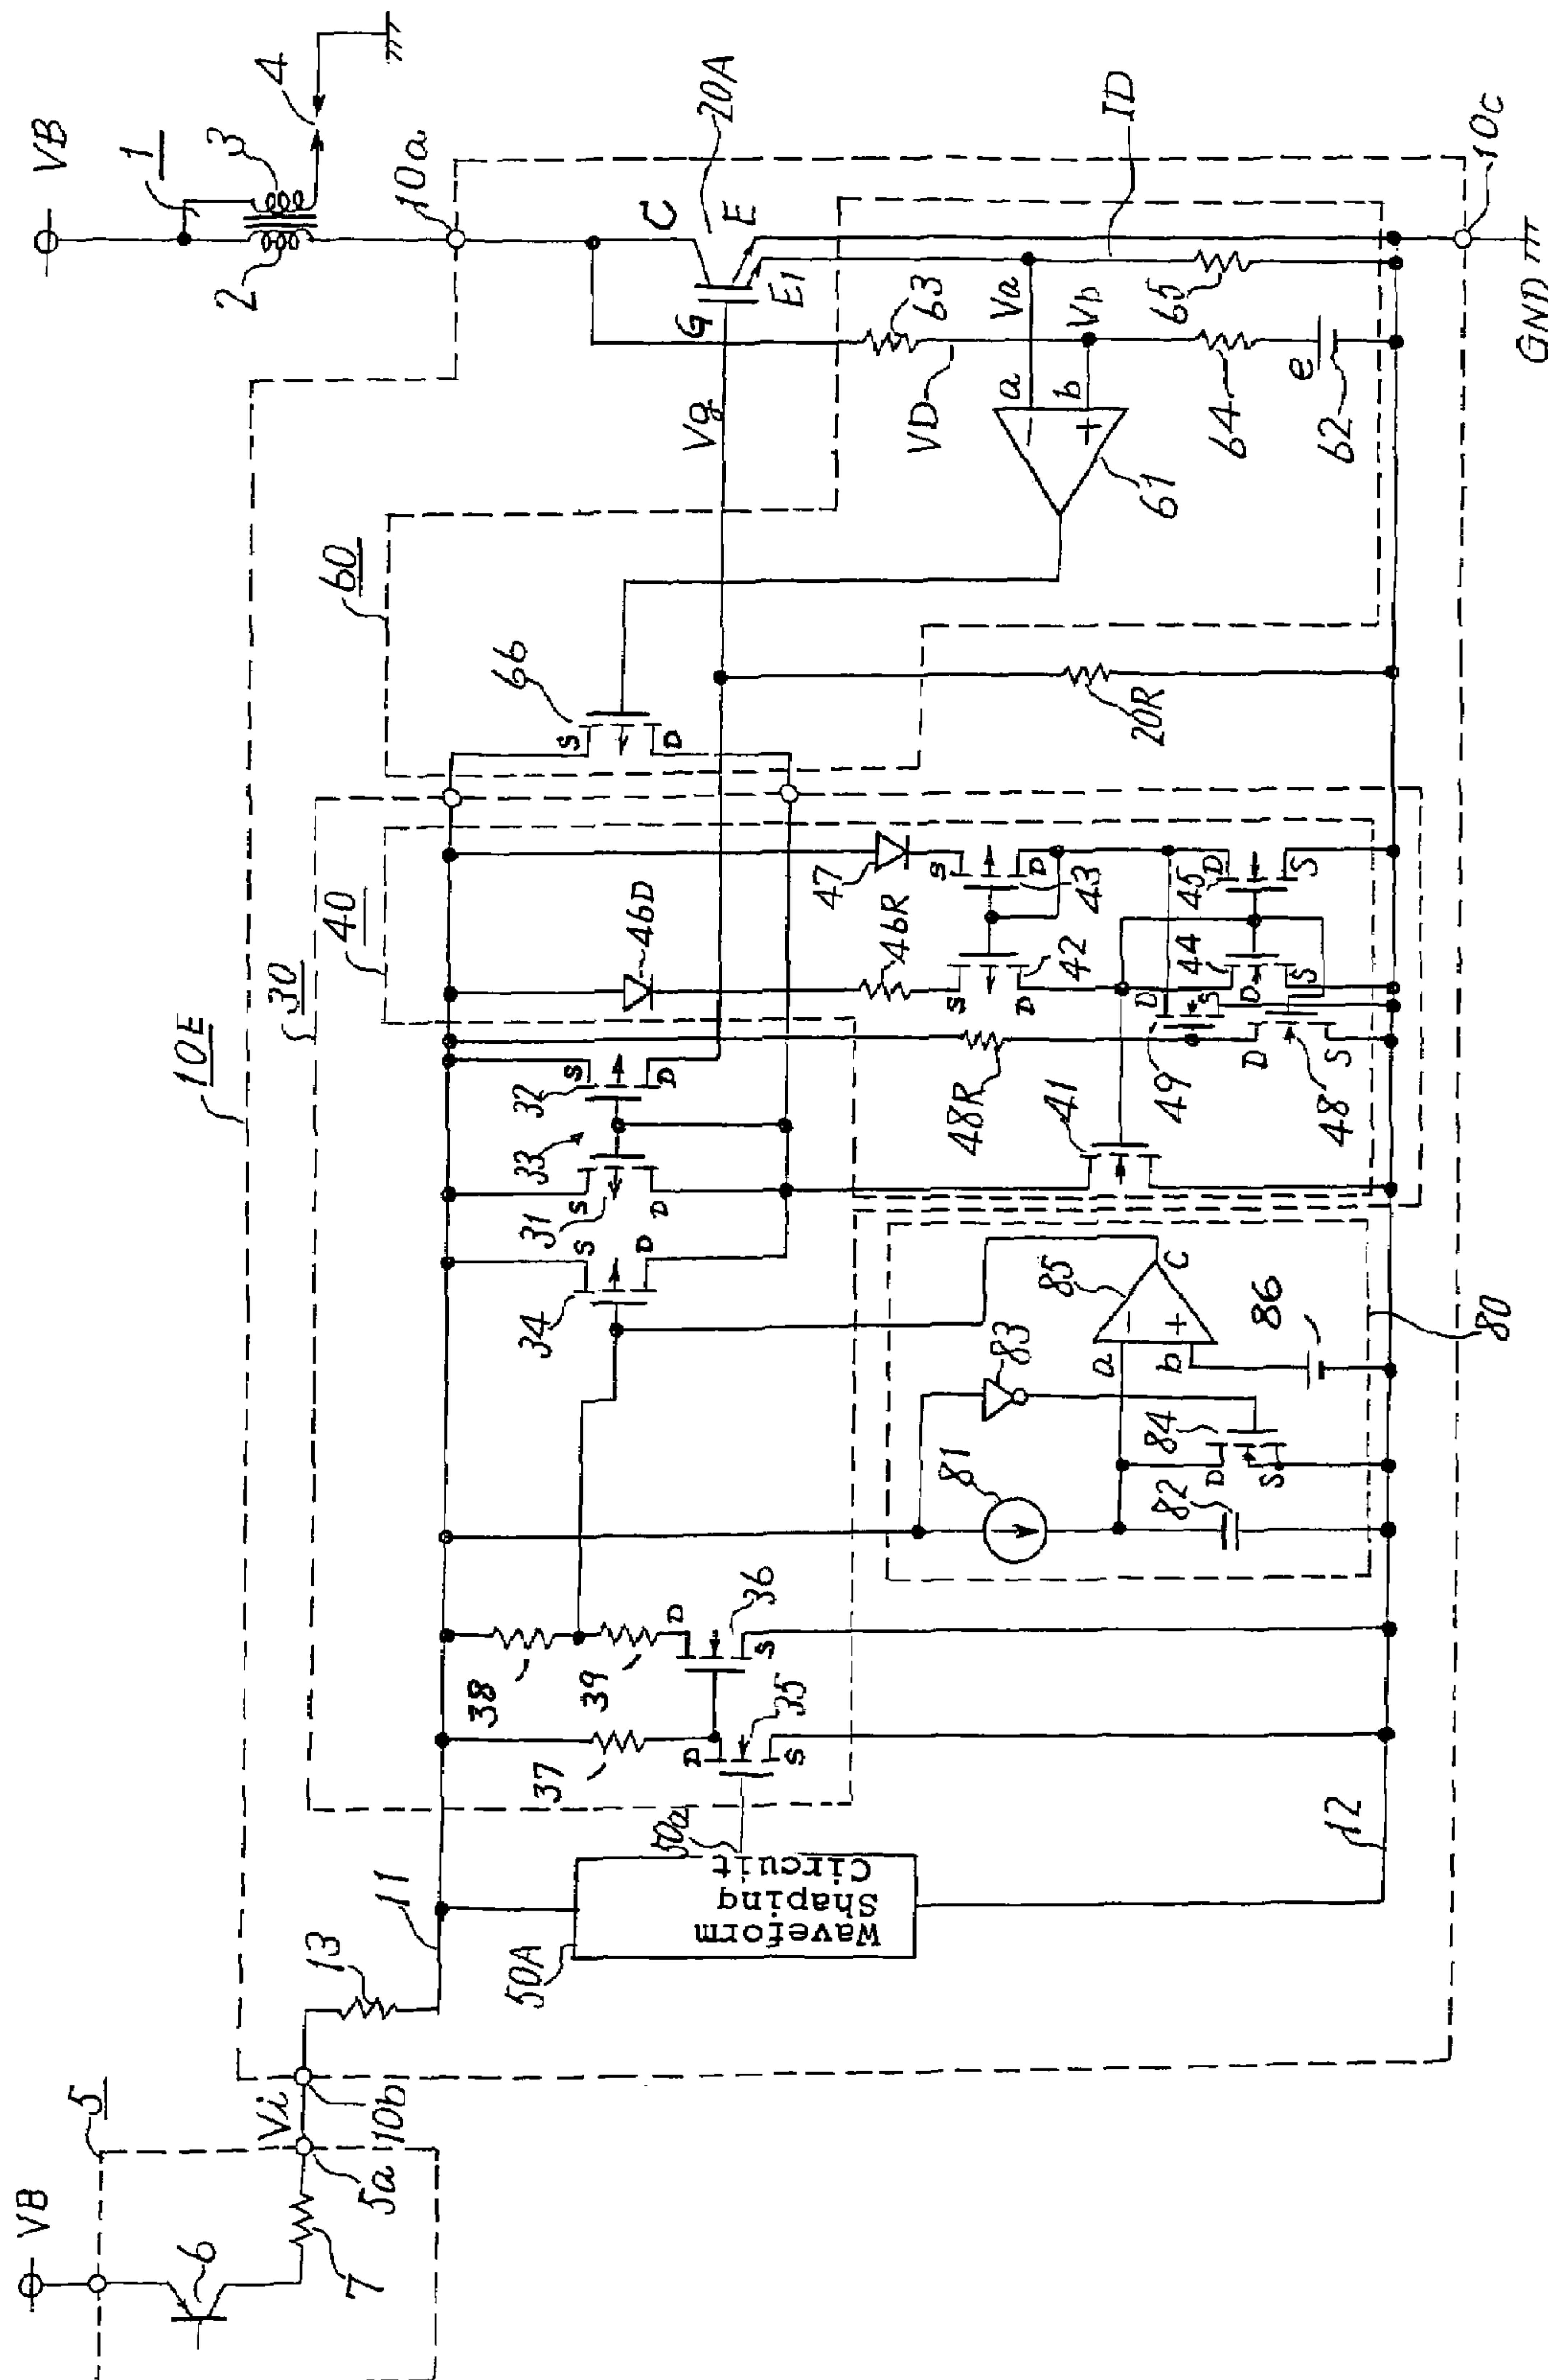 VB
5
6
7
5a
Vi
10b
13
11
50A
Waveform
Shaping
Circuit
50a
12
10E
30
37
38
39
D
S
35
D
S
36
34
S
D
31
S
D
33
32
S
D
81
82
83
84
D
S
85
a
b
C
86
80
40
46D
46R
47
S
D
42
S
D
43
48R
41
D
S
49
D
S
48
D
S
44
D
S
45
60
66
S
D
20R
Vg
61
a
b
Va
Vb
VD
63
64
65
62
e
ID
G
C
E
E1
20A
10a
10c
GND
VB
1
2
3
4